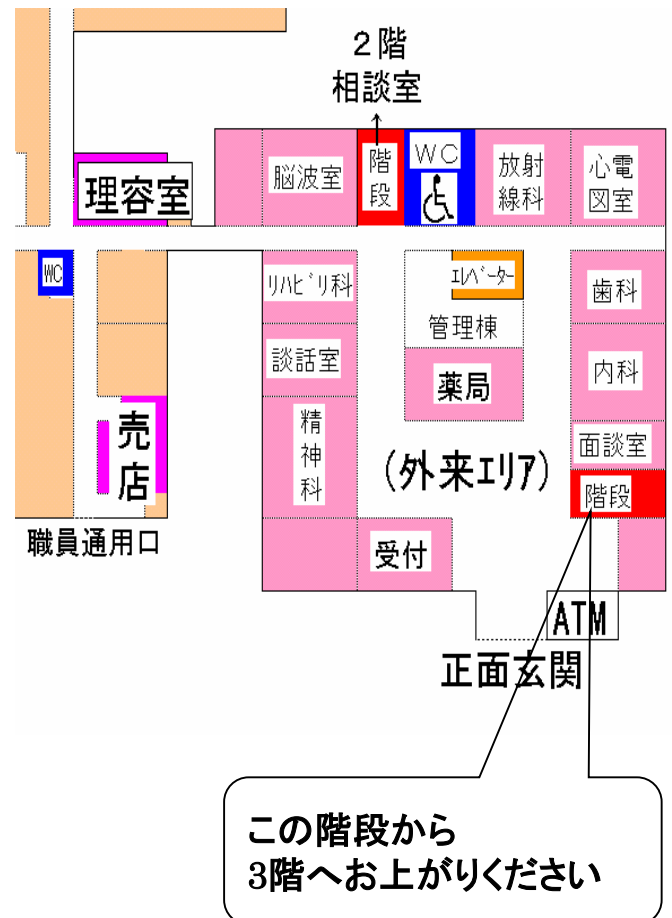 2階
相談室
理容室
脳波室
階段
WC
放射
線科
心電
図室
WC
リハビリ科
エレベーター
歯科
管理棟
談話室
薬局
内科
売店
精神科
(外来エリア)
面談室
階段
職員通用口
受付
ATM
正面玄関
この階段から
3階へお上がりください